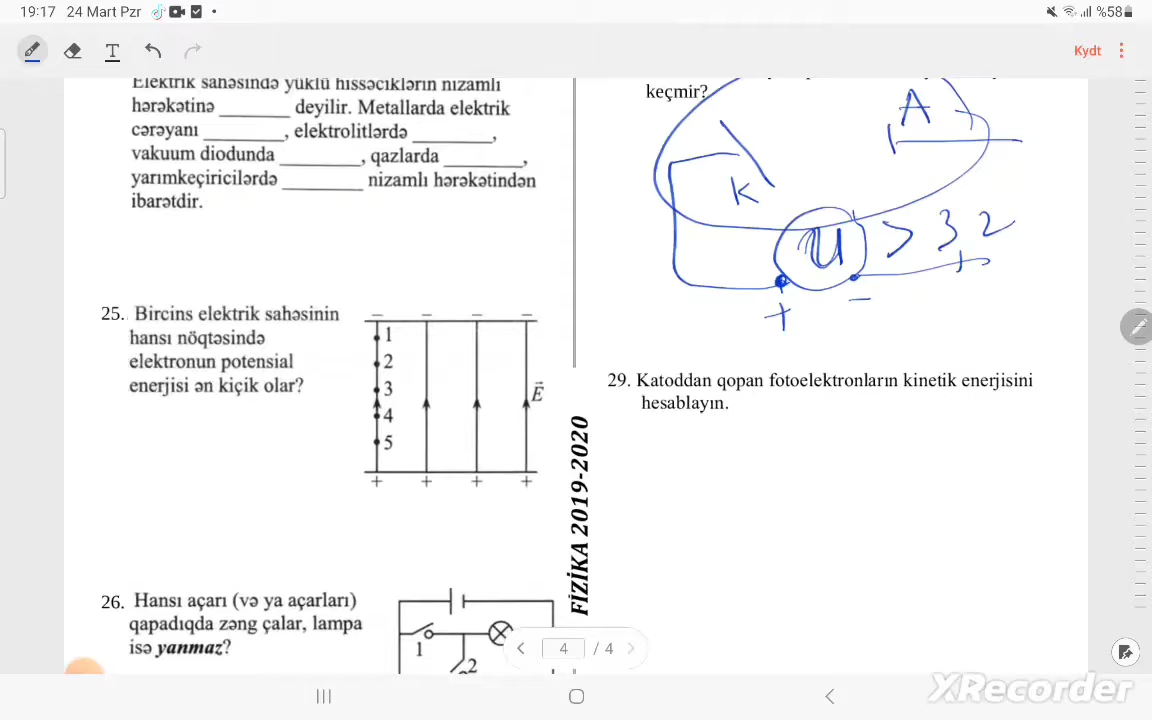 19:17 24 Mart Pzr
%58
T
Kydt
Elektrik sahəsində yüklü hissəciklərin nizamlı
hərəkətinə _______ deyilir. Metallarda elektrik
cərəyanı ________, elektrolitlərdə ________,
vakuum diodunda ________, qazlarda ________,
yarımkeçiricilərdə ________ nizamlı hərəkətindən
ibarətdir.
25. Bircins elektrik sahəsinin
hansı nöqtəsində
elektronun potensial
enerjisi ən kiçik olar?
− − − −
1
2
3
4
5
E
+ + + +
26. Hansı açarı (və ya açarları)
qapadıqda zəng çalar, lampa
isə yanmaz?
1
2
FİZİKA 2019-2020
keçmir?
A
K
U > 32
+ −
+
29. Katoddan qopan fotoelektronların kinetik enerjisini
hesablayın.
4 / 4
XRecorder